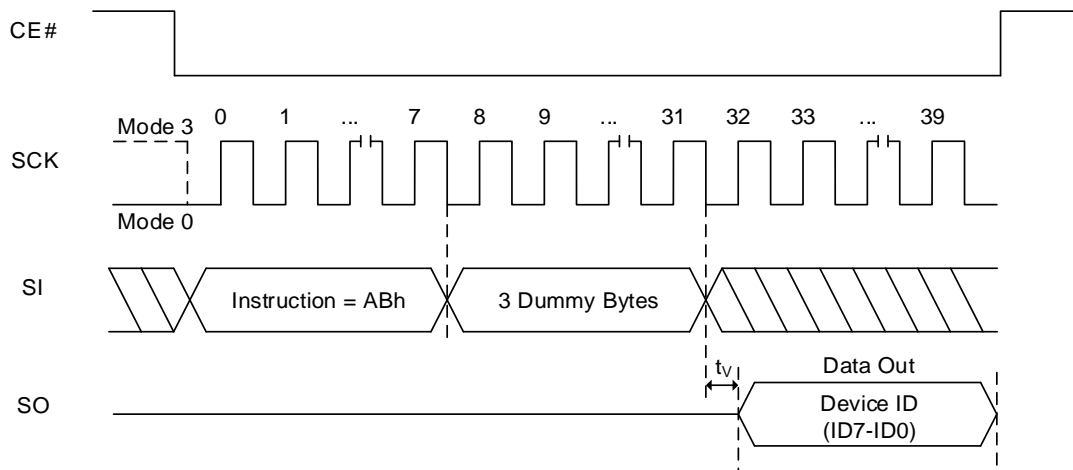 CE#
0 1 ... 7 8 9 ... 31 32 33 ... 39
Mode 3
SCK
Mode 0
SI
Instruction = ABh
3 Dummy Bytes
tV
Data Out
SO
Device ID
(ID7-ID0)